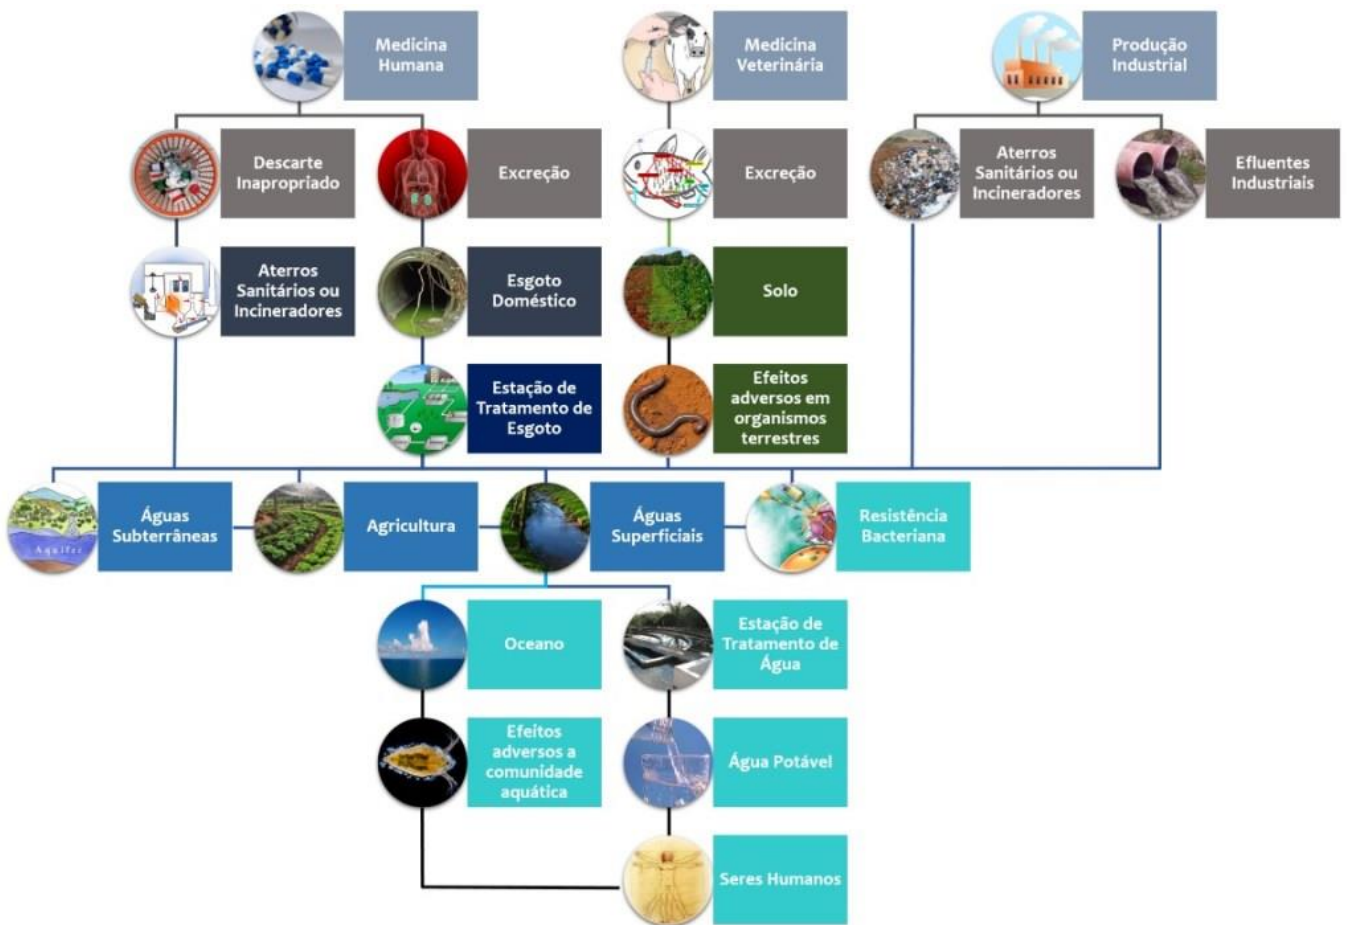 Medicina
Humana
Medicina
Veterinária
Produção
Industrial
Descarte
Inapropriado
Excreção
Excreção
Aterros
Sanitários ou
Incineradores
Efluentes
Industriais
Aterros
Sanitários ou
Incineradores
Esgoto
Doméstico
Solo
Estação de
Tratamento de
Esgoto
Efeitos
adversos em
organismos
terrestres
Aquifer
Águas
Subterrâneas
Agricultura
Águas
Superficiais
Resistência
Bacteriana
Oceano
Estação de
Tratamento de
Água
Efeitos
adversos a
comunidade
aquática
Água Potável
Seres Humanos